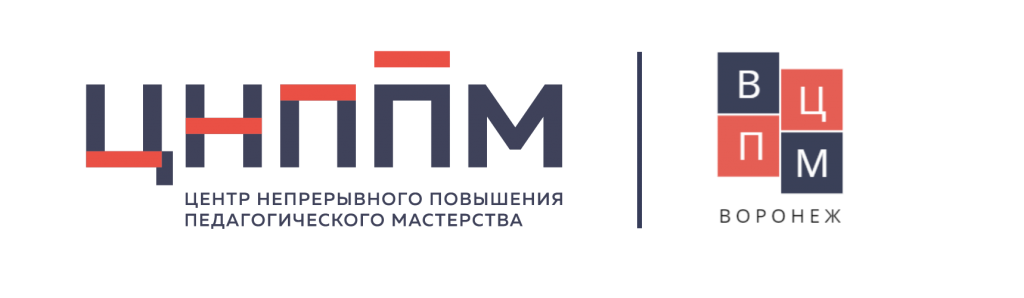 ЦНППМ
ЦЕНТР НЕПРЕРЫВНОГО ПОВЫШЕНИЯ
ПЕДАГОГИЧЕСКОГО МАСТЕРСТВА
В Ц
П М
ВОРОНЕЖ